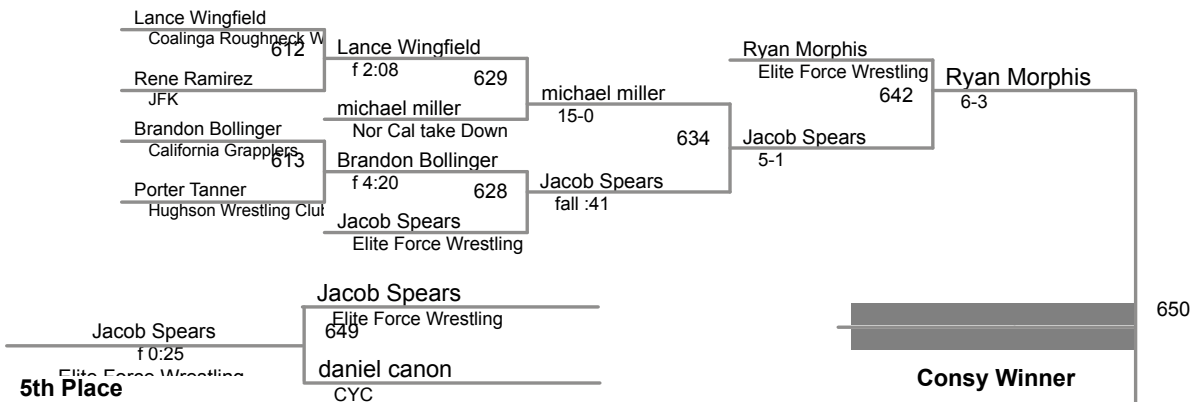 Lance Wingfield
Coalinga Roughneck W
612
Rene Ramirez
JFK
Brandon Bollinger
California Grapplers
613
Porter Tanner
Hughson Wrestling Club
Lance Wingfield
f 2:08
629
michael miller
Nor Cal take Down
Brandon Bollinger
f 4:20
628
Jacob Spears
Elite Force Wrestling
michael miller
15-0
634
Jacob Spears
fall :41
Ryan Morphis
Elite Force Wrestling
642
Jacob Spears
5-1
Ryan Morphis
6-3
650
Jacob Spears
Elite Force Wrestling
649
daniel canon
CYC
Jacob Spears
f 0:25
Elite Force Wrestling
5th Place
Consy Winner